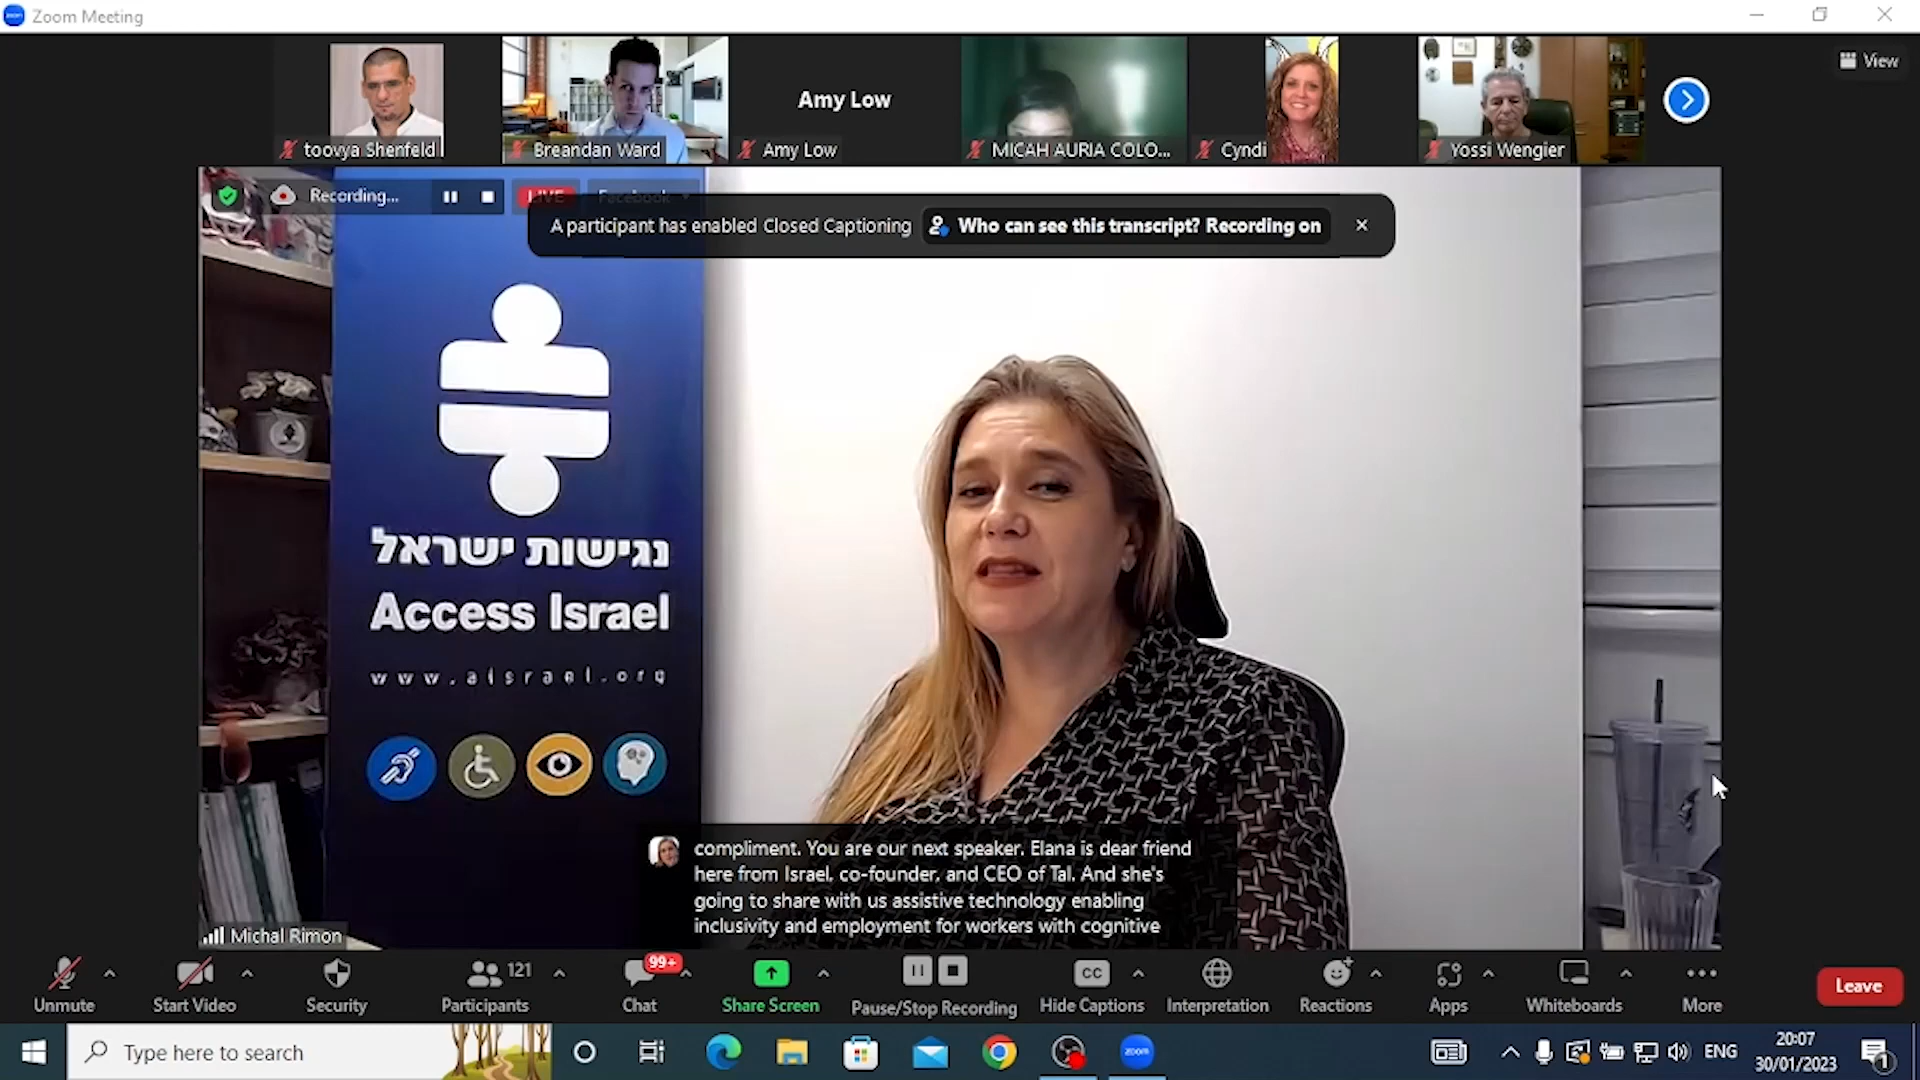 Zoom Meeting
View
Amy Low
toovya Shenfeld
Breandan Ward
Amy Low
MICAH AURIA COLO...
Cyndi
Yossi Wengier
Recording...
LIVE
Facebook
A participant has enabled Closed Captioning
Who can see this transcript? Recording on
נגישות ישראל
Access Israel
www.aisrael.org
compliment. You are our next speaker. Elana is dear friend
here from Israel, co-founder, and CEO of Tal. And she's
going to share with us assistive technology enabling
inclusivity and employment for workers with cognitive
Michal Rimon
121
99+
CC
Unmute
Start Video
Security
Participants
Chat
Share Screen
Pause/Stop Recording
Hide Captions
Interpretation
Reactions
Apps
Whiteboards
More
Leave
Type here to search
zoom
ENG
20:07
30/01/2023
1